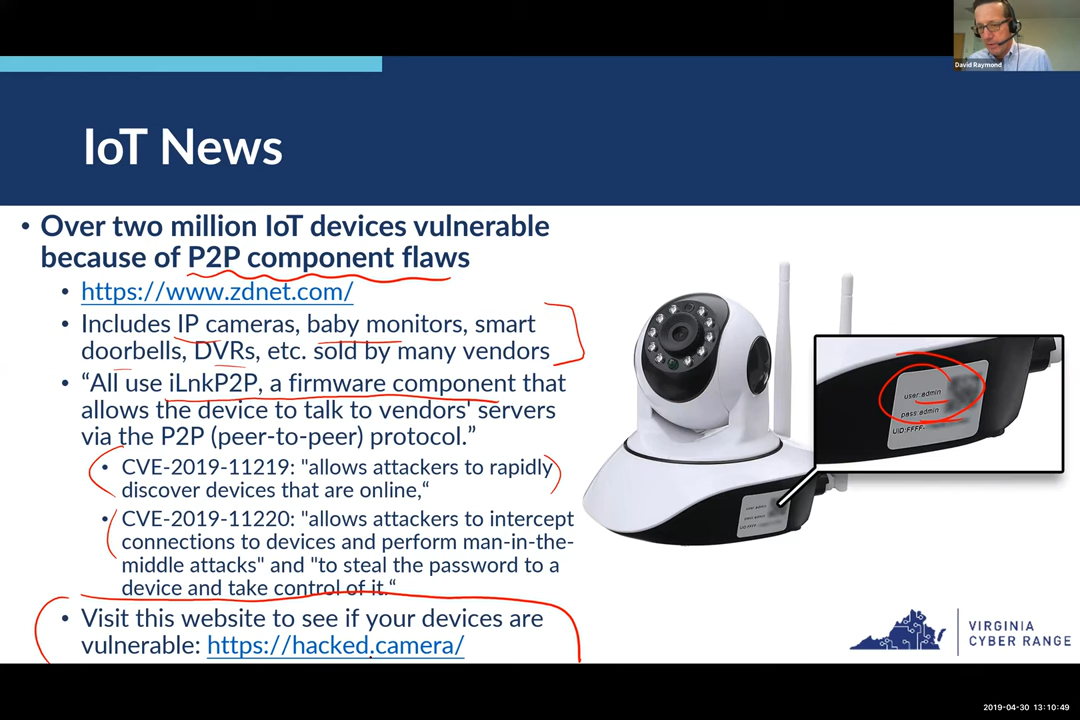 David Raymond
IoT News
• Over two million IoT devices vulnerable
because of P2P component flaws
• https://www.zdnet.com/
• Includes IP cameras, baby monitors, smart
doorbells, DVRs, etc. sold by many vendors
• “All use iLnkP2P, a firmware component that
allows the device to talk to vendors' servers
via the P2P (peer-to-peer) protocol.”
• CVE-2019-11219: "allows attackers to rapidly
discover devices that are online,“
• CVE-2019-11220: "allows attackers to intercept
connections to devices and perform man-in-the-
middle attacks" and "to steal the password to a
device and take control of it.“
• Visit this website to see if your devices are
vulnerable: https://hacked.camera/
user:admin
pass:admin
UID:FFFF-
user:admin
pass:admin
UID:FFFF-
VIRGINIA
CYBER RANGE
2019-04-30 13:10:49